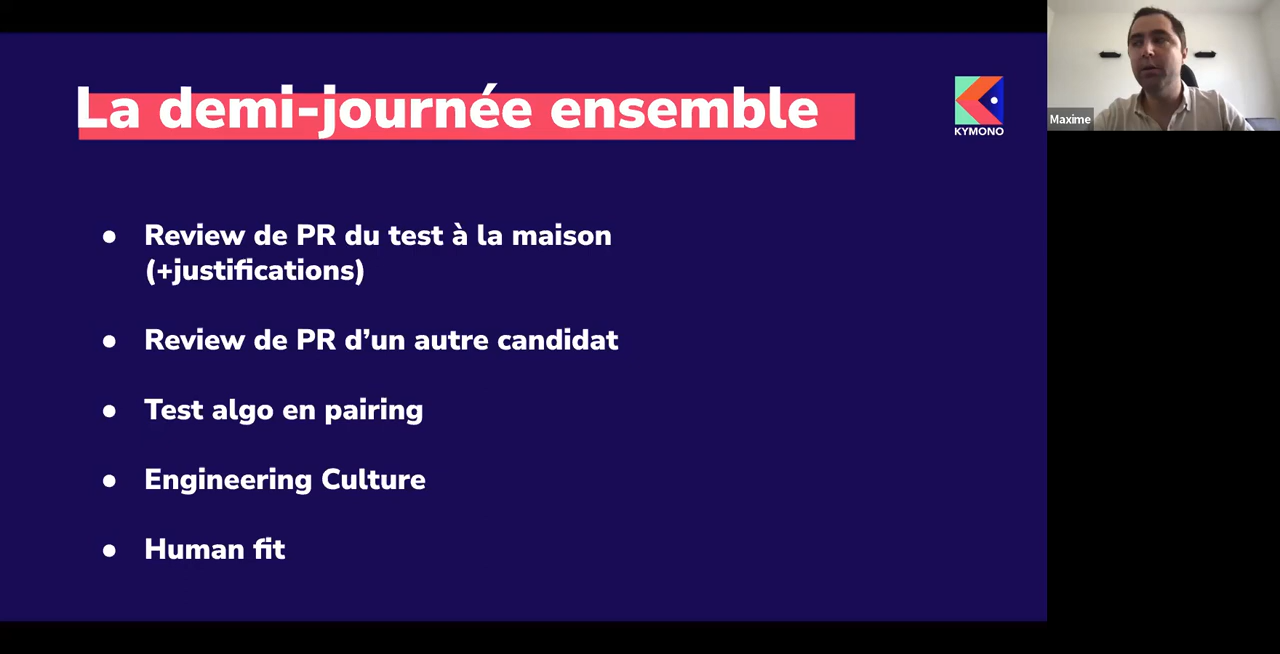 La demi-journée ensemble
KYMONO
Maxime
● Review de PR du test à la maison
(+justifications)
● Review de PR d’un autre candidat
● Test algo en pairing
● Engineering Culture
● Human fit